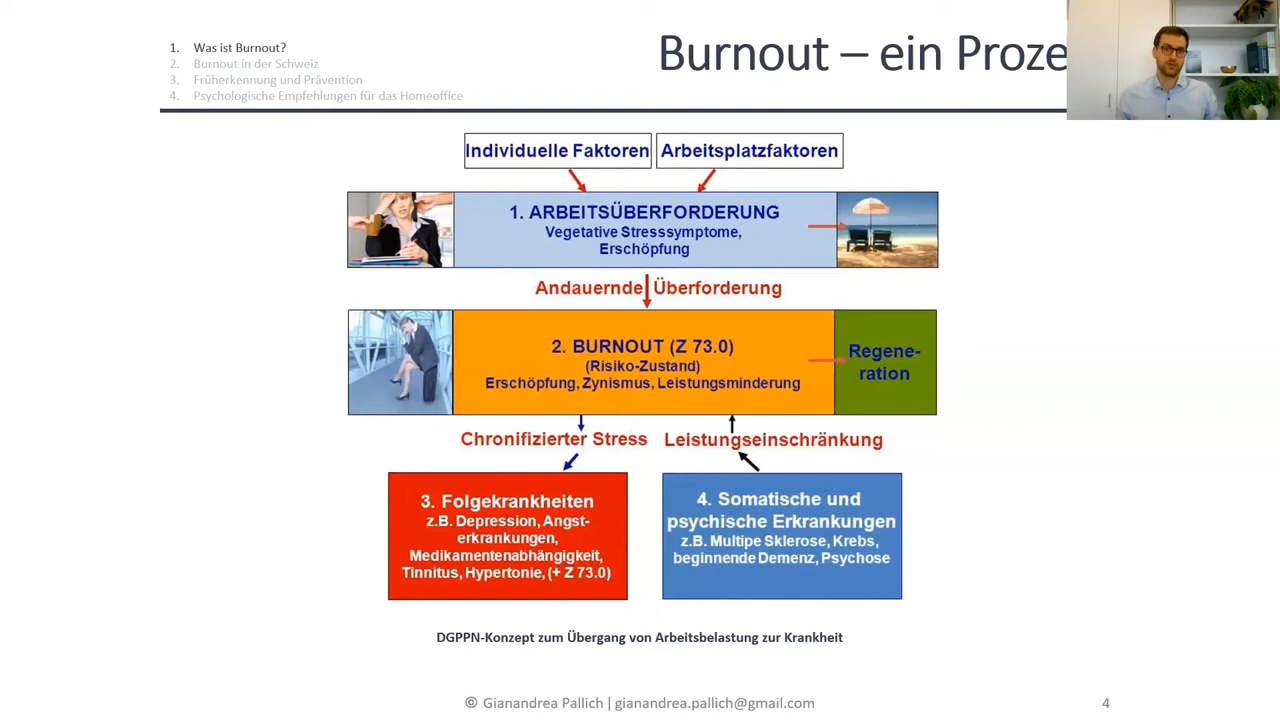 1. Was ist Burnout?
2. Burnout in der Schweiz
3. Früherkennung und Prävention
4. Psychologische Empfehlungen für das Homeoffice
Burnout – ein Proze
Individuelle Faktoren
Arbeitsplatzfaktoren
1. ARBEITSÜBERFORDERUNG
Vegetative Stresssymptome,
Erschöpfung
Andauernde Überforderung
2. BURNOUT (Z 73.0)
(Risiko-Zustand)
Erschöpfung, Zynismus, Leistungsminderung
Regene-
ration
Chronifizierter Stress
Leistungseinschränkung
3. Folgekrankheiten
z.B. Depression, Angst-
erkrankungen,
Medikamentenabhängigkeit,
Tinnitus, Hypertonie, (+ Z 73.0)
4. Somatische und
psychische Erkrankungen
z.B. Multipe Sklerose, Krebs,
beginnende Demenz, Psychose
DGPPN-Konzept zum Übergang von Arbeitsbelastung zur Krankheit
© Gianandrea Pallich | gianandrea.pallich@gmail.com
4